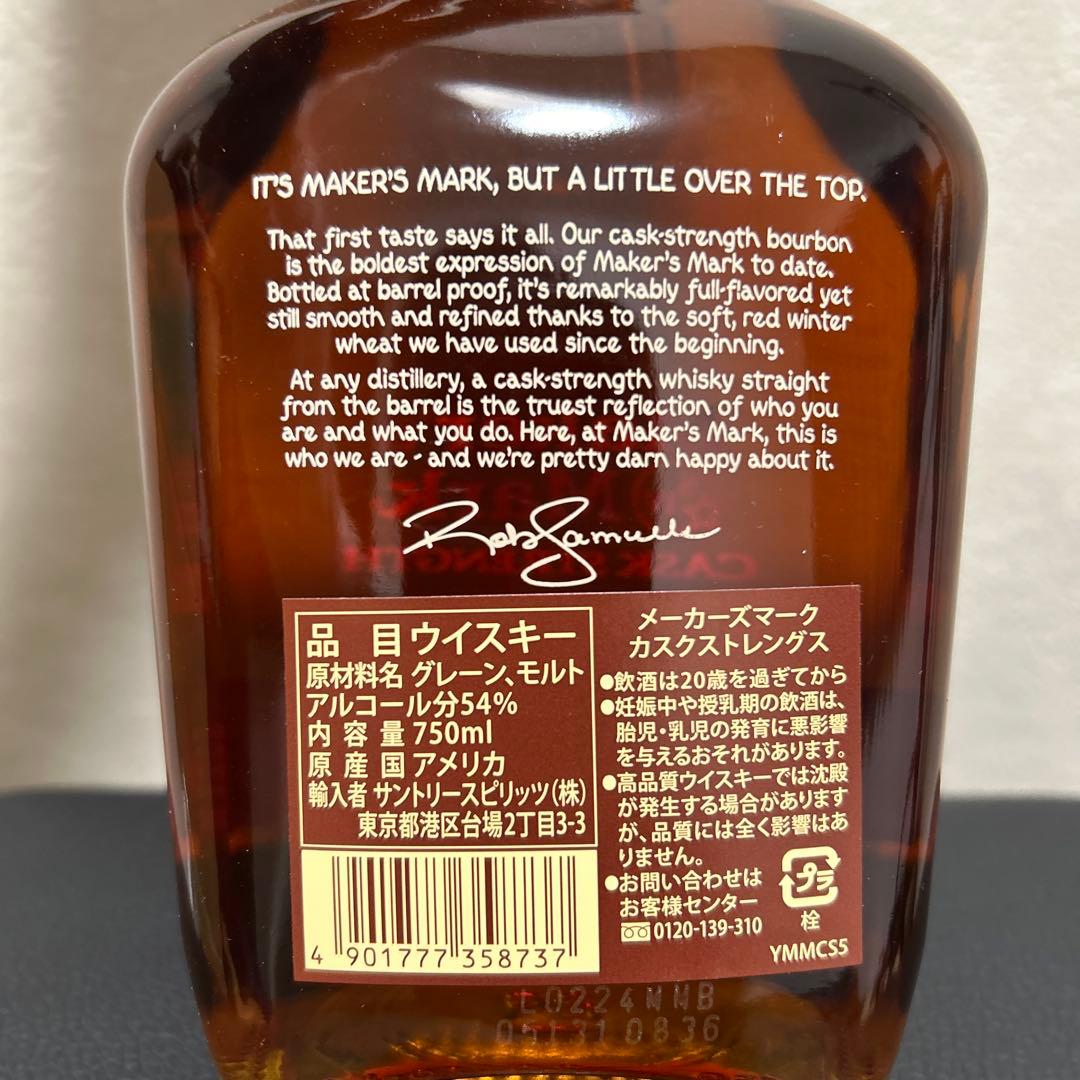 IT'S MAKER'S MARK, BUT A LITTLE OVER THE TOP.
That first taste says it all. Our cask-strength bourbon
is the boldest expression of Maker's Mark to date.
Bottled at barrel proof, it's remarkably full-flavored yet
still smooth and refined thanks to the soft, red winter
wheat we have used since the beginning.
At any distillery, a cask-strength whisky straight
from the barrel is the truest reflection of who you
are and what you do. Here, at Maker's Mark, this is
who we are - and we're pretty darn happy about it.
Rob Samuels
品 目 ウイスキー
原材料名 グレーン、モルト
アルコール分54%
内容量 750ml
原産国 アメリカ
輸入者 サントリースピリッツ(株)
東京都港区台場2丁目3-3
4 901777 358737
メーカーズマーク
カスクストレングス
●飲酒は20歳を過ぎてから
●妊娠中や授乳期の飲酒は、
胎児・乳児の発育に悪影響
を与えるおそれがあります。
●高品質ウイスキーでは沈殿
が発生する場合があります
が、品質には全く影響はあ
りません。
●お問い合わせは
お客様センター
0120-139-310
プラ
栓
YMMCS5
L0224MMB
051310836